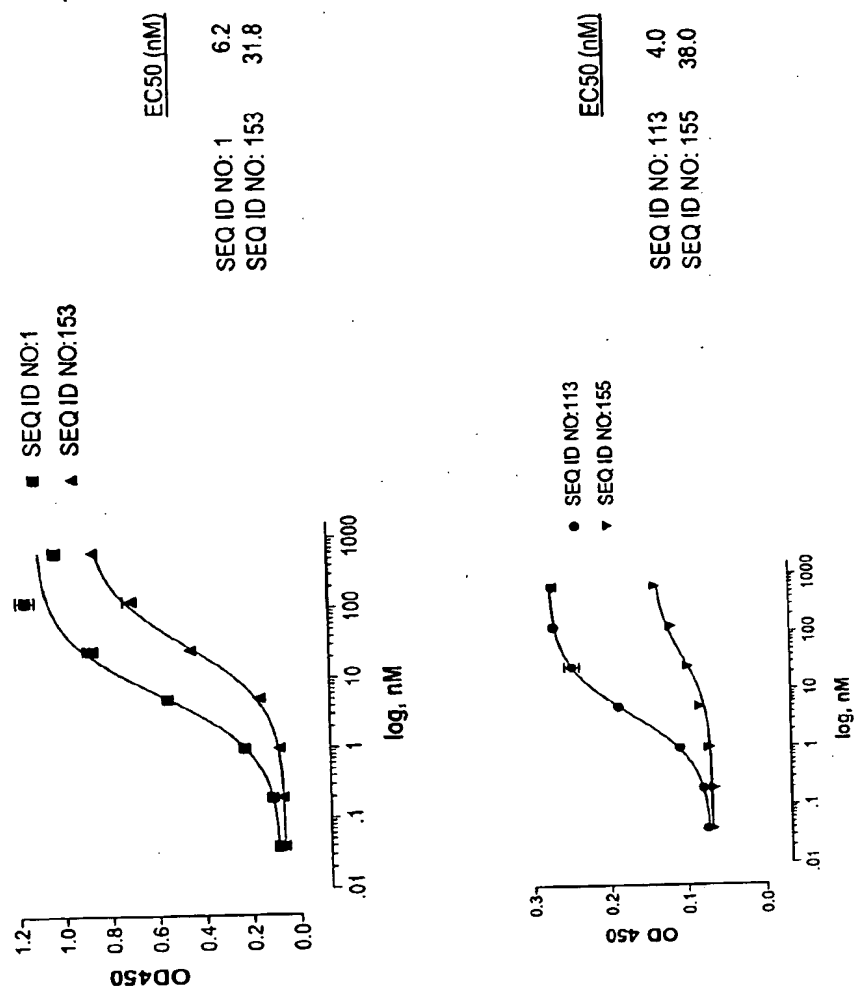 SEQ ID NO:1
SEQ ID NO:153
1.2
1.0
0.8
0.6
0.4
0.2
0.0
OD450
.01
.1
1
10
100
1000
log, nM
EC50 (nM)
SEQ ID NO: 1 6.2
SEQ ID NO: 153 31.8
SEQ ID NO:113
SEQ ID NO:155
0.3
0.2
0.1
0.0
OD 450
.01
.1
1
10
100
1000
log, nM
EC50 (nM)
SEQ ID NO: 113 4.0
SEQ ID NO: 155 38.0